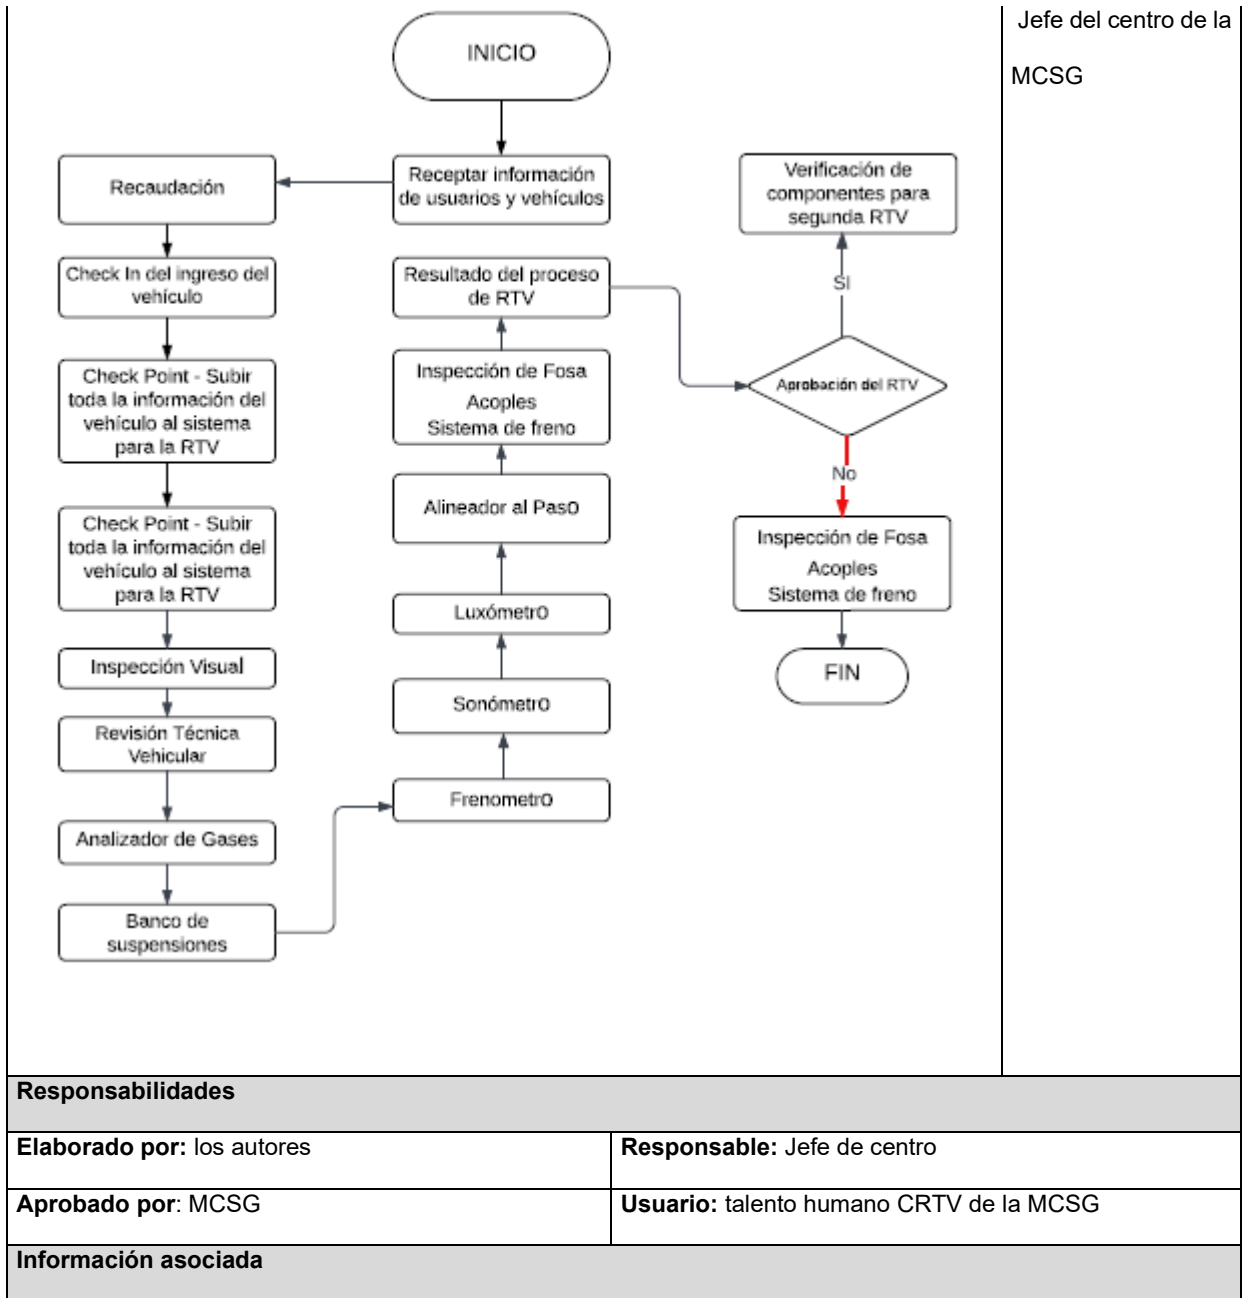 Jefe del centro de la
MCSG
INICIO
Receptar información
de usuarios y vehículos
Recaudación
Check In del ingreso del
vehículo
Check Point - Subir
toda la información del
vehículo al sistema
para la RTV
Check Point - Subir
toda la información del
vehículo al sistema
para la RTV
Inspección Visual
Revisión Técnica
Vehicular
Analizador de Gases
Banco de
suspensiones
Frenometro
Sonómetro
Luxómetro
Alineador al Paso
Inspección de Fosa
Acoples
Sistema de freno
Resultado del proceso
de RTV
Aprobación del RTV
SI
Verificación de
componentes para
segunda RTV
No
Inspección de Fosa
Acoples
Sistema de freno
FIN
Responsabilidades
Elaborado por: los autores
Responsable: Jefe de centro
Aprobado por: MCSG
Usuario: talento humano CRTV de la MCSG
Información asociada